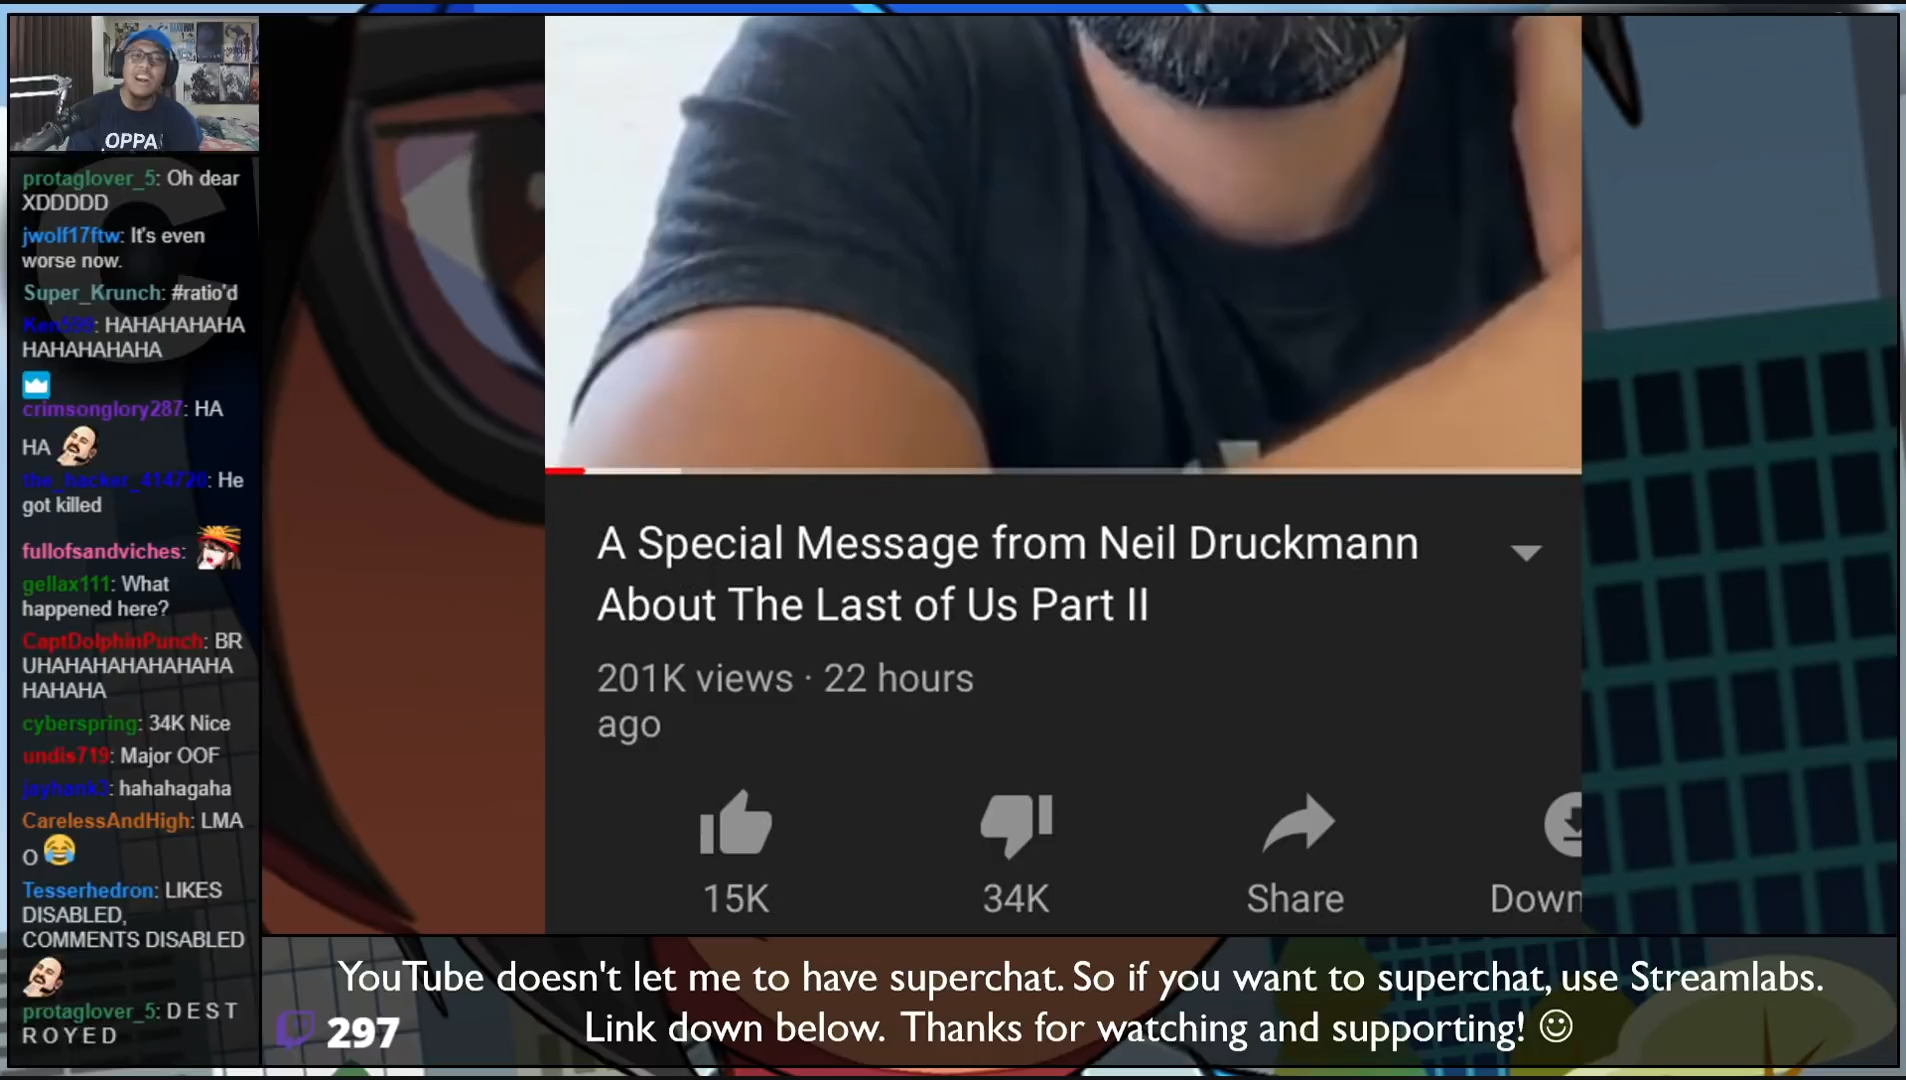 OPPA
protaglover_5: Oh dear
XDDDDD
jwolf17ftw: It's even
worse now.
Super_Krunch: #ratio'd
Ken599: HAHAHAHAHA
HAHAHAHAHA
crimsonglory287: HA
HA
the_hacker_414720: He
got killed
fullofsandviches:
gellax111: What
happened here?
CaptDolphinPunch: BR
UHAHAHAHAHAHAHA
HAHAHA
cyberspring: 34K Nice
undis719: Major OOF
jayhank3: hahahagaha
CarelessAndHigh: LMA
O
Tesserhedron: LIKES
DISABLED,
COMMENTS DISABLED
protaglover_5: D E S T
R O Y E D
A Special Message from Neil Druckmann
About The Last of Us Part II
201K views · 22 hours
ago
15K
34K
Share
Down
YouTube doesn't let me to have superchat. So if you want to superchat, use Streamlabs.
Link down below. Thanks for watching and supporting! ☺
297